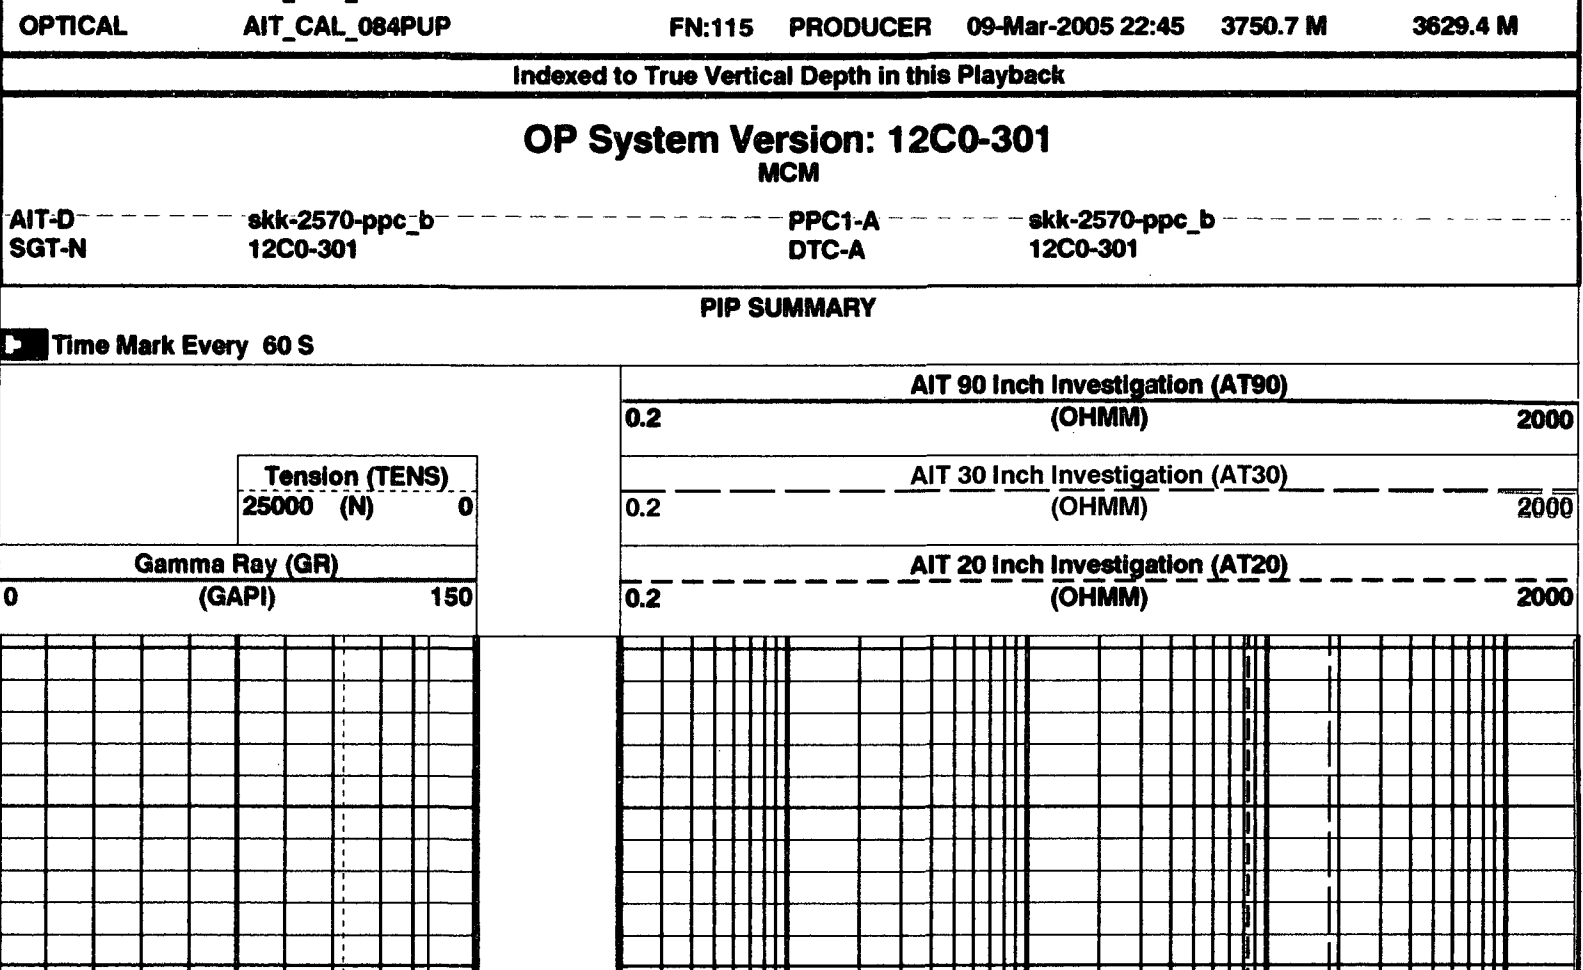 OPTICAL AIT_CAL_084PUP FN:115 PRODUCER 09-Mar-2005 22:45 3750.7 M 3629.4 M
Indexed to True Vertical Depth in this Playback
OP System Version: 12C0-301
MCM
AIT-D skk-2570-ppc_b PPC1-A skk-2570-ppc_b
SGT-N 12C0-301 DTC-A 12C0-301
PIP SUMMARY
Time Mark Every 60 S
AIT 90 Inch Investigation (AT90)
0.2 (OHMM) 2000
Tension (TENS) AIT 30 Inch Investigation (AT30)
25000 (N) 0 0.2 (OHMM) 2000
Gamma Ray (GR) AIT 20 Inch Investigation (AT20)
0 (GAPI) 150 0.2 (OHMM) 2000